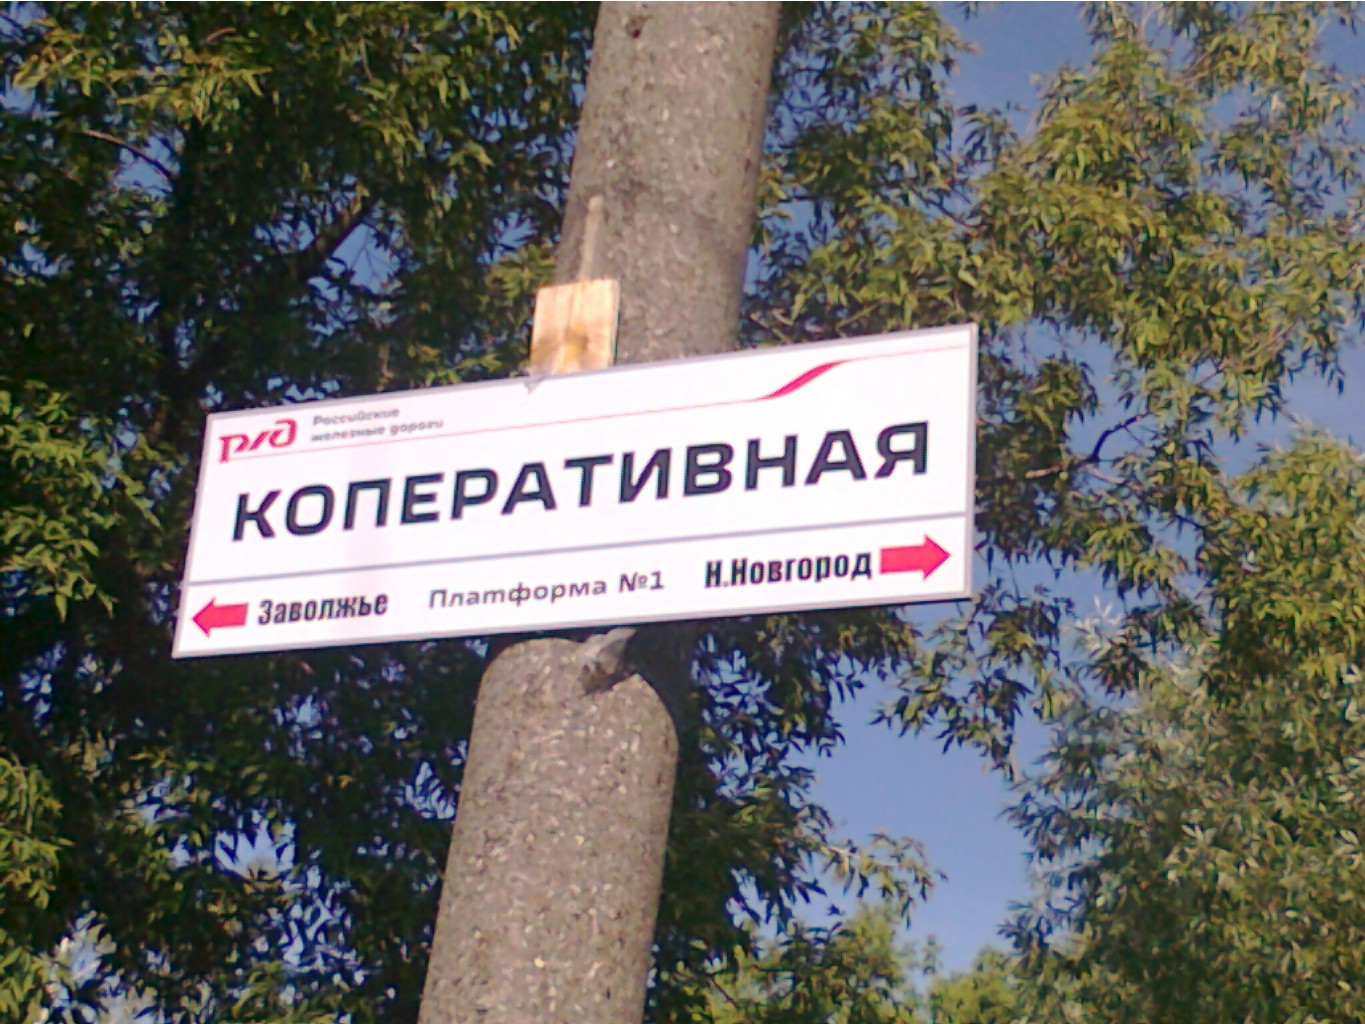 РЖД Российские
железные дороги
КОПЕРАТИВНАЯ
Заволжье Платформа №1 Н.Новгород